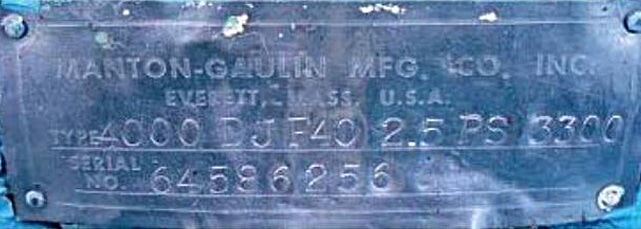 MANTON-GAULIN MFG. CO. INC.
EVERETT, MASS. U.S.A.
TYPE 4000 DJF40 2.5 PS 3300
SERIAL NO. 64586256